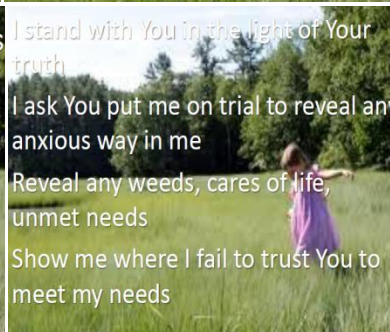 s I stand with You in the light of Your
truth
I ask You put me on trial to reveal any
anxious way in me
Reveal any weeds, cares of life,
unmet needs
Show me where I fail to trust You to
meet my needs